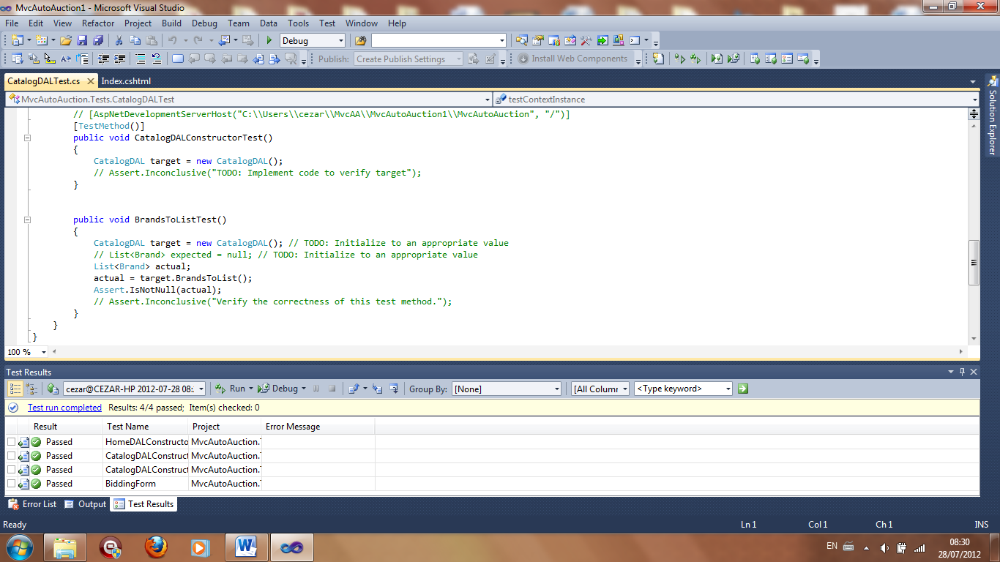 MvcAutoAuction1 - Microsoft Visual Studio
File Edit View Refactor Project Build Debug Team Data Tools Test Window Help
Debug
Publish: Create Publish Settings Install Web Components
CatalogDALTest.cs Index.cshtml
MvcAutoAuction.Tests.CatalogDALTest testContextInstance
// [AspNetDevelopmentServerHost("C:\\Users\\cezar\\MvcAA\\MvcAutoAuction1\\MvcAutoAuction", "/")]
[TestMethod()]
public void CatalogDALConstructorTest()
{
CatalogDAL target = new CatalogDAL();
// Assert.Inconclusive("TODO: Implement code to verify target");
}
public void BrandsToListTest()
{
CatalogDAL target = new CatalogDAL(); // TODO: Initialize to an appropriate value
// List<Brand> expected = null; // TODO: Initialize to an appropriate value
List<Brand> actual;
actual = target.BrandsToList();
Assert.IsNotNull(actual);
// Assert.Inconclusive("Verify the correctness of this test method.");
}
}
}
100 %
Solution Explorer
Test Results
cezar@CEZAR-HP 2012-07-28 08: Run Debug Group By: [None] [All Colum <Type keyword>
Test run completed Results: 4/4 passed; Item(s) checked: 0
Result Test Name Project Error Message
Passed HomeDALConstructo MvcAutoAuction.T
Passed CatalogDALConstruct MvcAutoAuction.T
Passed CatalogDALConstruct MvcAutoAuction.T
Passed BiddingForm MvcAutoAuction.T
Error List Output Test Results
Ready Ln 1 Col 1 Ch 1 INS
EN 08:30
28/07/2012